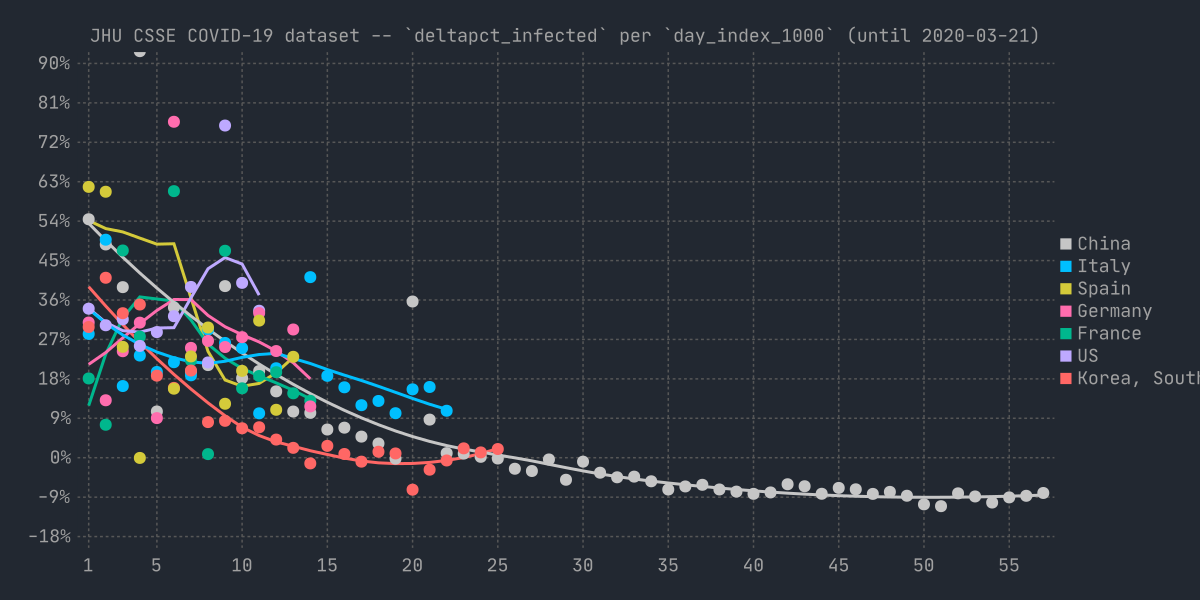 JHU CSSE COVID-19 dataset -- `deltapct_infected` per `day_index_1000` (until 2020-03-21)
90%
81%
72%
63%
54%
45%
36%
27%
18%
9%
0%
-9%
-18%
1 5 10 15 20 25 30 35 40 45 50 55
China
Italy
Spain
Germany
France
US
Korea, South